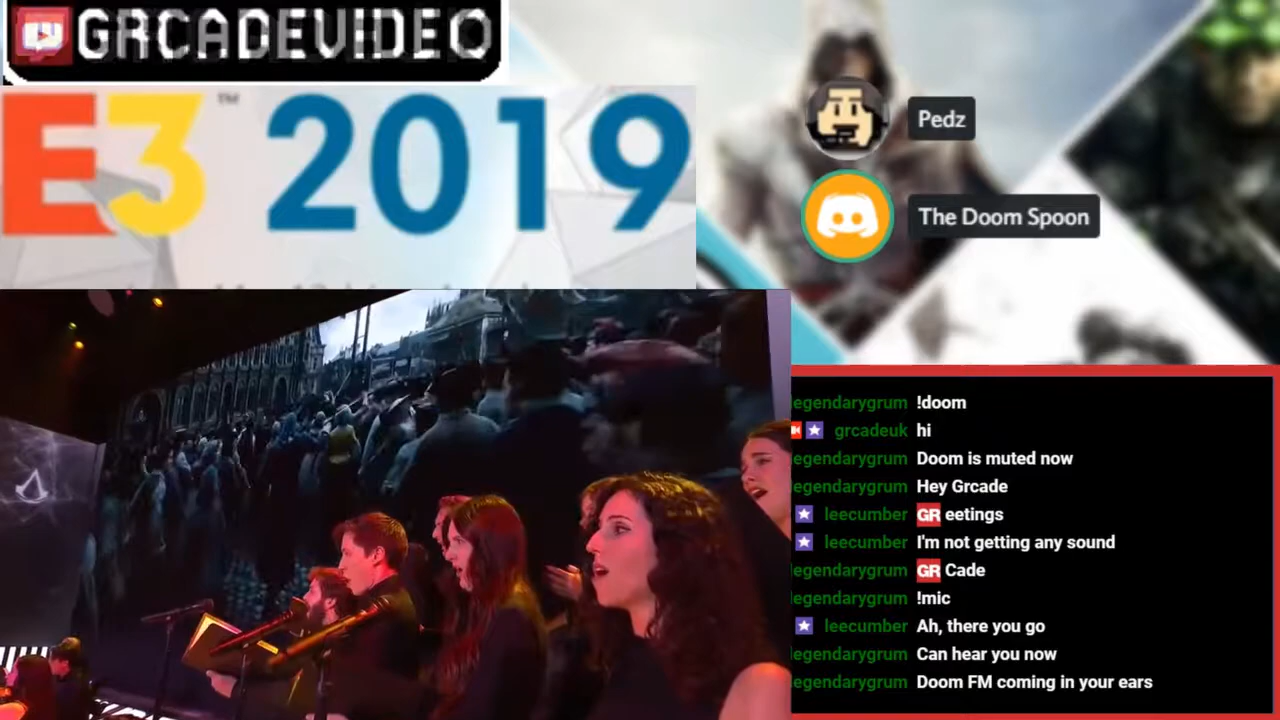 GRCADEVIDEO
E3™ 2019
Pedz
The Doom Spoon
egendarygrum !doom
grcadeuk hi
egendarygrum Doom is muted now
egendarygrum Hey Grcade
leecumber GR eetings
leecumber I'm not getting any sound
egendarygrum GR Cade
egendarygrum !mic
leecumber Ah, there you go
egendarygrum Can hear you now
egendarygrum Doom FM coming in your ears